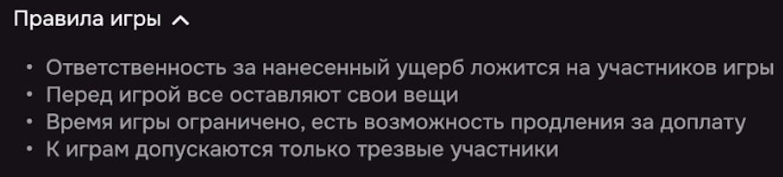 Правила игры
• Ответственность за нанесенный ущерб ложится на участников игры
• Перед игрой все оставляют свои вещи
• Время игры ограничено, есть возможность продления за доплату
• К играм допускаются только трезвые участники